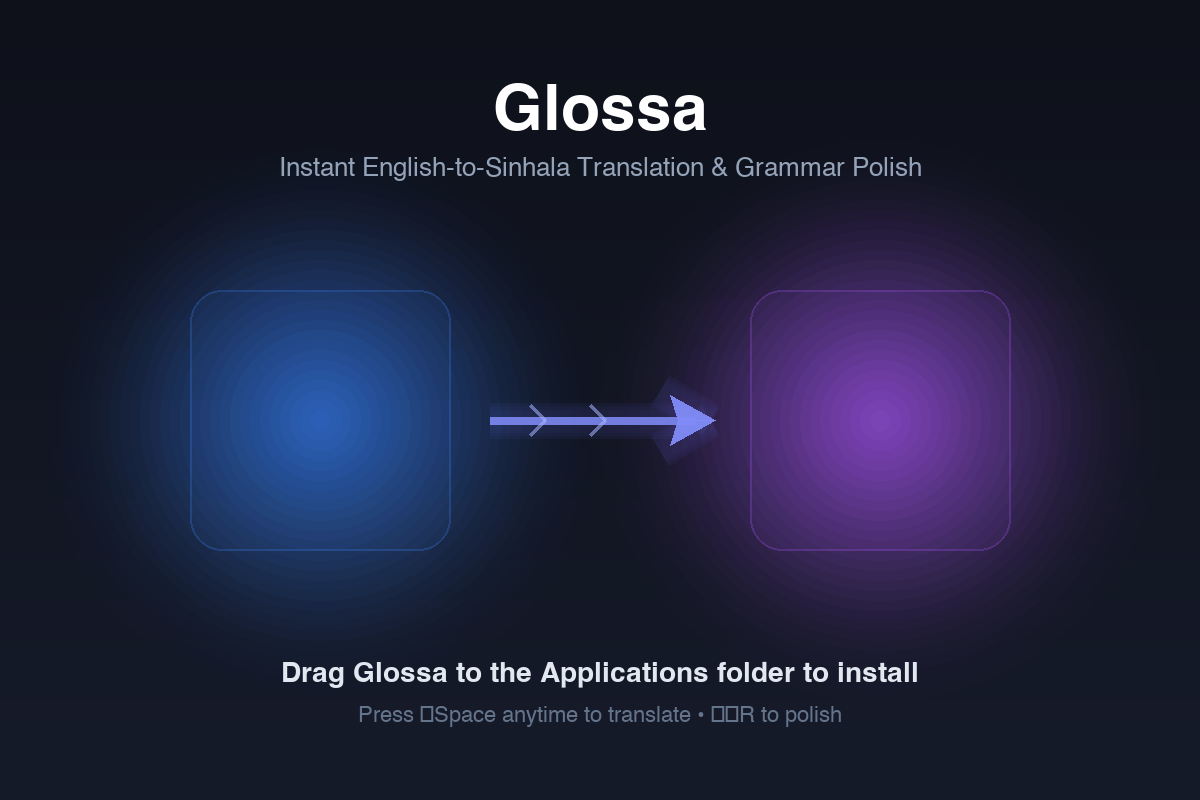 Glossa
Instant English-to-Sinhala Translation & Grammar Polish
Drag Glossa to the Applications folder to install
Press □Space anytime to translate • □□R to polish